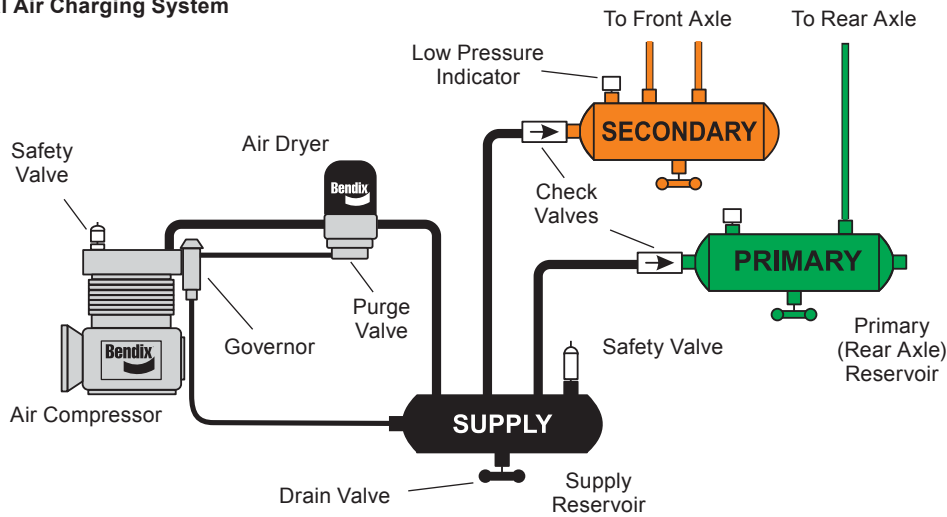 l Air Charging System
To Front Axle
To Rear Axle
Low Pressure
Indicator
SECONDARY
Safety
Valve
Air Dryer
Bendix
Check
Valves
PRIMARY
Purge
Valve
Governor
Safety Valve
Primary
(Rear Axle)
Reservoir
Bendix
Air Compressor
SUPPLY
Drain Valve
Supply
Reservoir